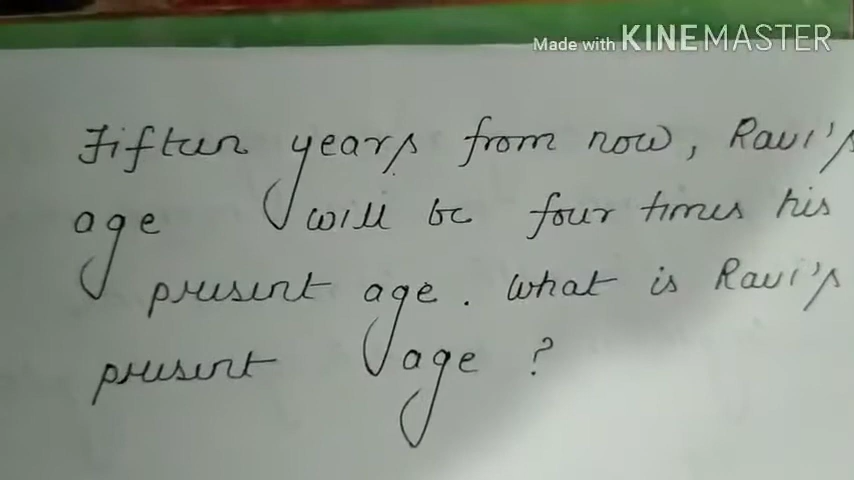 Made with KINEMASTER
Fifteen years from now, Ravi's
age will be four times his
present age. What is Ravi's
present age ?